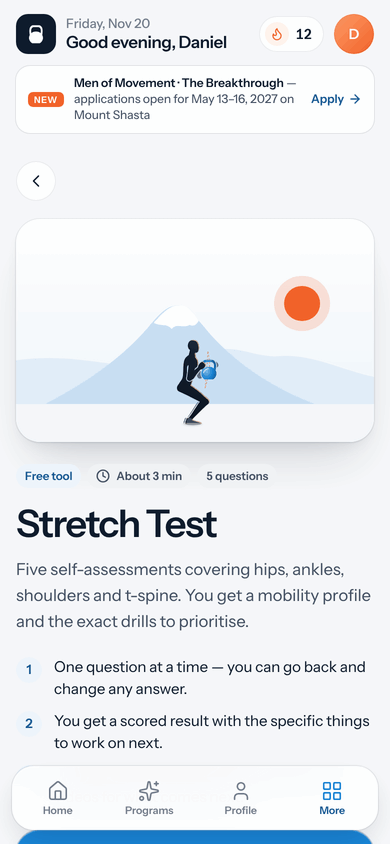 Friday, Nov 20
Good evening, Daniel
12
D
NEW
Men of Movement · The Breakthrough —
applications open for May 13–16, 2027 on
Mount Shasta
Apply →
Free tool
About 3 min
5 questions
Stretch Test
Five self-assessments covering hips, ankles,
shoulders and t-spine. You get a mobility profile
and the exact drills to prioritise.
1 One question at a time — you can go back and
change any answer.
2 You get a scored result with the specific things
to work on next.
Home
Programs
Profile
More